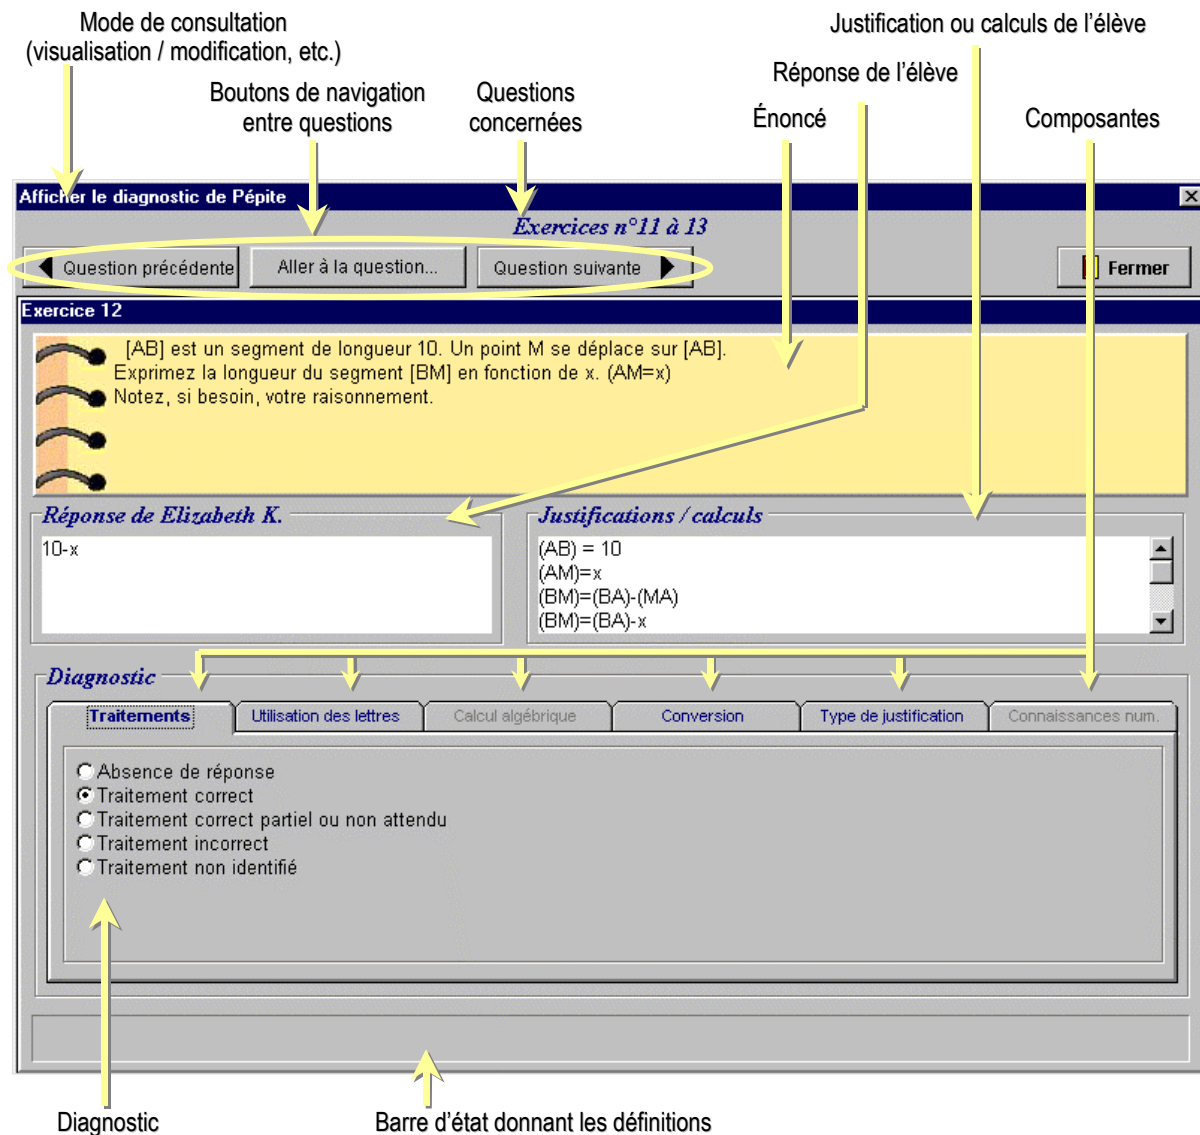 Mode de consultation
(visualisation / modification, etc.)
Justification ou calculs de l'élève
Réponse de l'élève
Boutons de navigation
entre questions
Questions
concernées
Énoncé
Composantes
Afficher le diagnostic de Pépite
Exercices n°11 à 13
Question précédente
Aller à la question...
Question suivante
Fermer
Exercice 12
[AB] est un segment de longueur 10. Un point M se déplace sur [AB].
Exprimez la longueur du segment [BM] en fonction de x. (AM=x)
Notez, si besoin, votre raisonnement.
Réponse de Elizabeth K.
10-x
Justifications / calculs
(AB) = 10
(AM)=x
(BM)=(BA)-(MA)
(BM)=(BA)-x
Diagnostic
Traitements
Utilisation des lettres
Calcul algébrique
Conversion
Type de justification
Connaissances num.
Absence de réponse
Traitement correct
Traitement correct partiel ou non attendu
Traitement incorrect
Traitement non identifié
Diagnostic
Barre d'état donnant les définitions